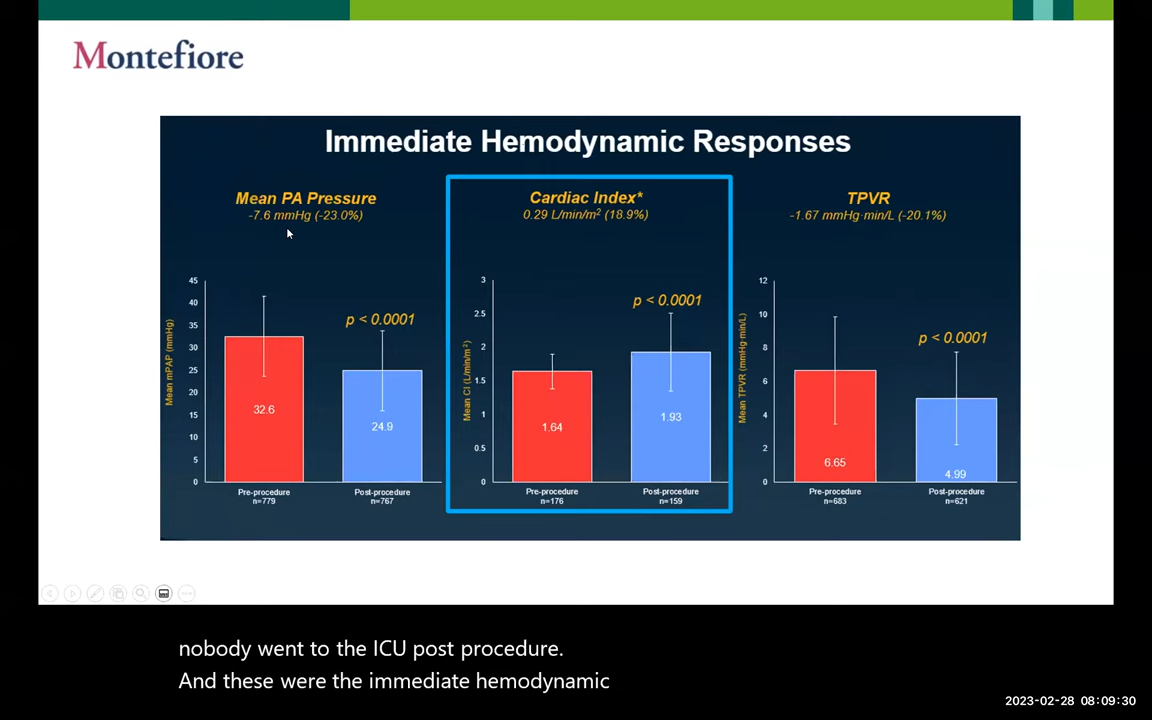 Montefiore
Immediate Hemodynamic Responses
Mean PA Pressure
-7.6 mmHg (-23.0%)
Mean mPAP (mmHg)
45
40
35
30
25
20
15
10
5
0
p < 0.0001
32.6
24.9
Pre-procedure
n=779
Post-procedure
n=767
Cardiac Index*
0.29 L/min/m² (18.9%)
Mean CI (L/min/m²)
3
2.5
2
1.5
1
0.5
0
p < 0.0001
1.64
1.93
Pre-procedure
n=176
Post-procedure
n=159
TPVR
-1.67 mmHg·min/L (-20.1%)
Mean TPVR (mmHg·min/L)
12
10
8
6
4
2
0
p < 0.0001
6.65
4.99
Pre-procedure
n=683
Post-procedure
n=621
nobody went to the ICU post procedure.
And these were the immediate hemodynamic
2023-02-28 08:09:30